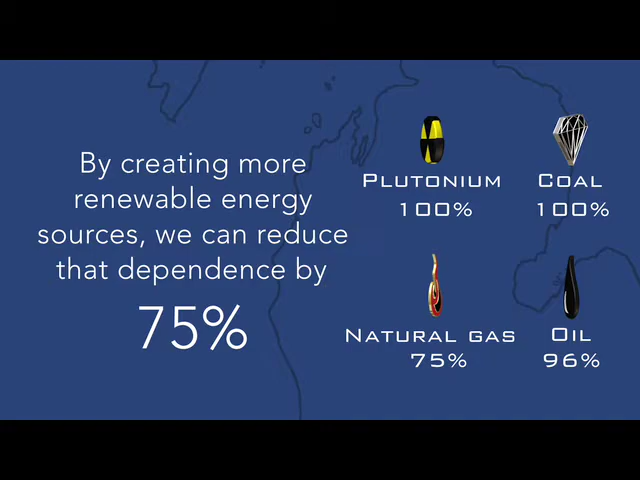 By creating more
renewable energy
sources, we can reduce
that dependence by
75%
PLUTONIUM
100%
COAL
100%
NATURAL GAS
75%
OIL
96%